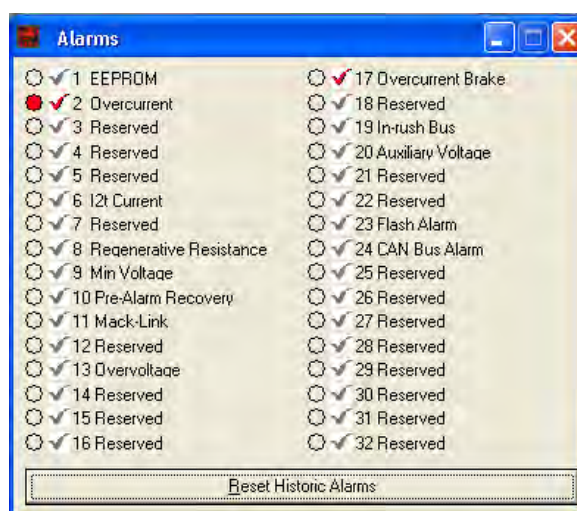 Alarms
1 EEPROM
2 Overcurrent
3 Reserved
4 Reserved
5 Reserved
6 I2t Current
7 Reserved
8 Regenerative Resistance
9 Min Voltage
10 Pre-Alarm Recovery
11 Mack-Link
12 Reserved
13 Overvoltage
14 Reserved
15 Reserved
16 Reserved
17 Overcurrent Brake
18 Reserved
19 In-rush Bus
20 Auxiliary Voltage
21 Reserved
22 Reserved
23 Flash Alarm
24 CAN Bus Alarm
25 Reserved
26 Reserved
27 Reserved
28 Reserved
29 Reserved
30 Reserved
31 Reserved
32 Reserved
Reset Historic Alarms